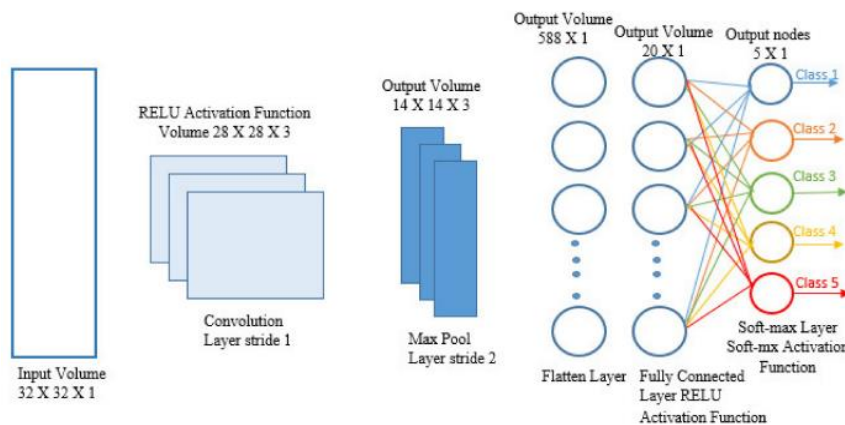 Input Volume
32 X 32 X 1
RELU Activation Function
Volume 28 X 28 X 3
Convolution
Layer stride 1
Output Volume
14 X 14 X 3
Max Pool
Layer stride 2
Output Volume
588 X 1
Flatten Layer
Output Volume
20 X 1
Fully Connected
Layer RELU
Activation Function
Output nodes
5 X 1
Class 1
Class 2
Class 3
Class 4
Class 5
Soft-max Layer
Soft-mx Activation
Function